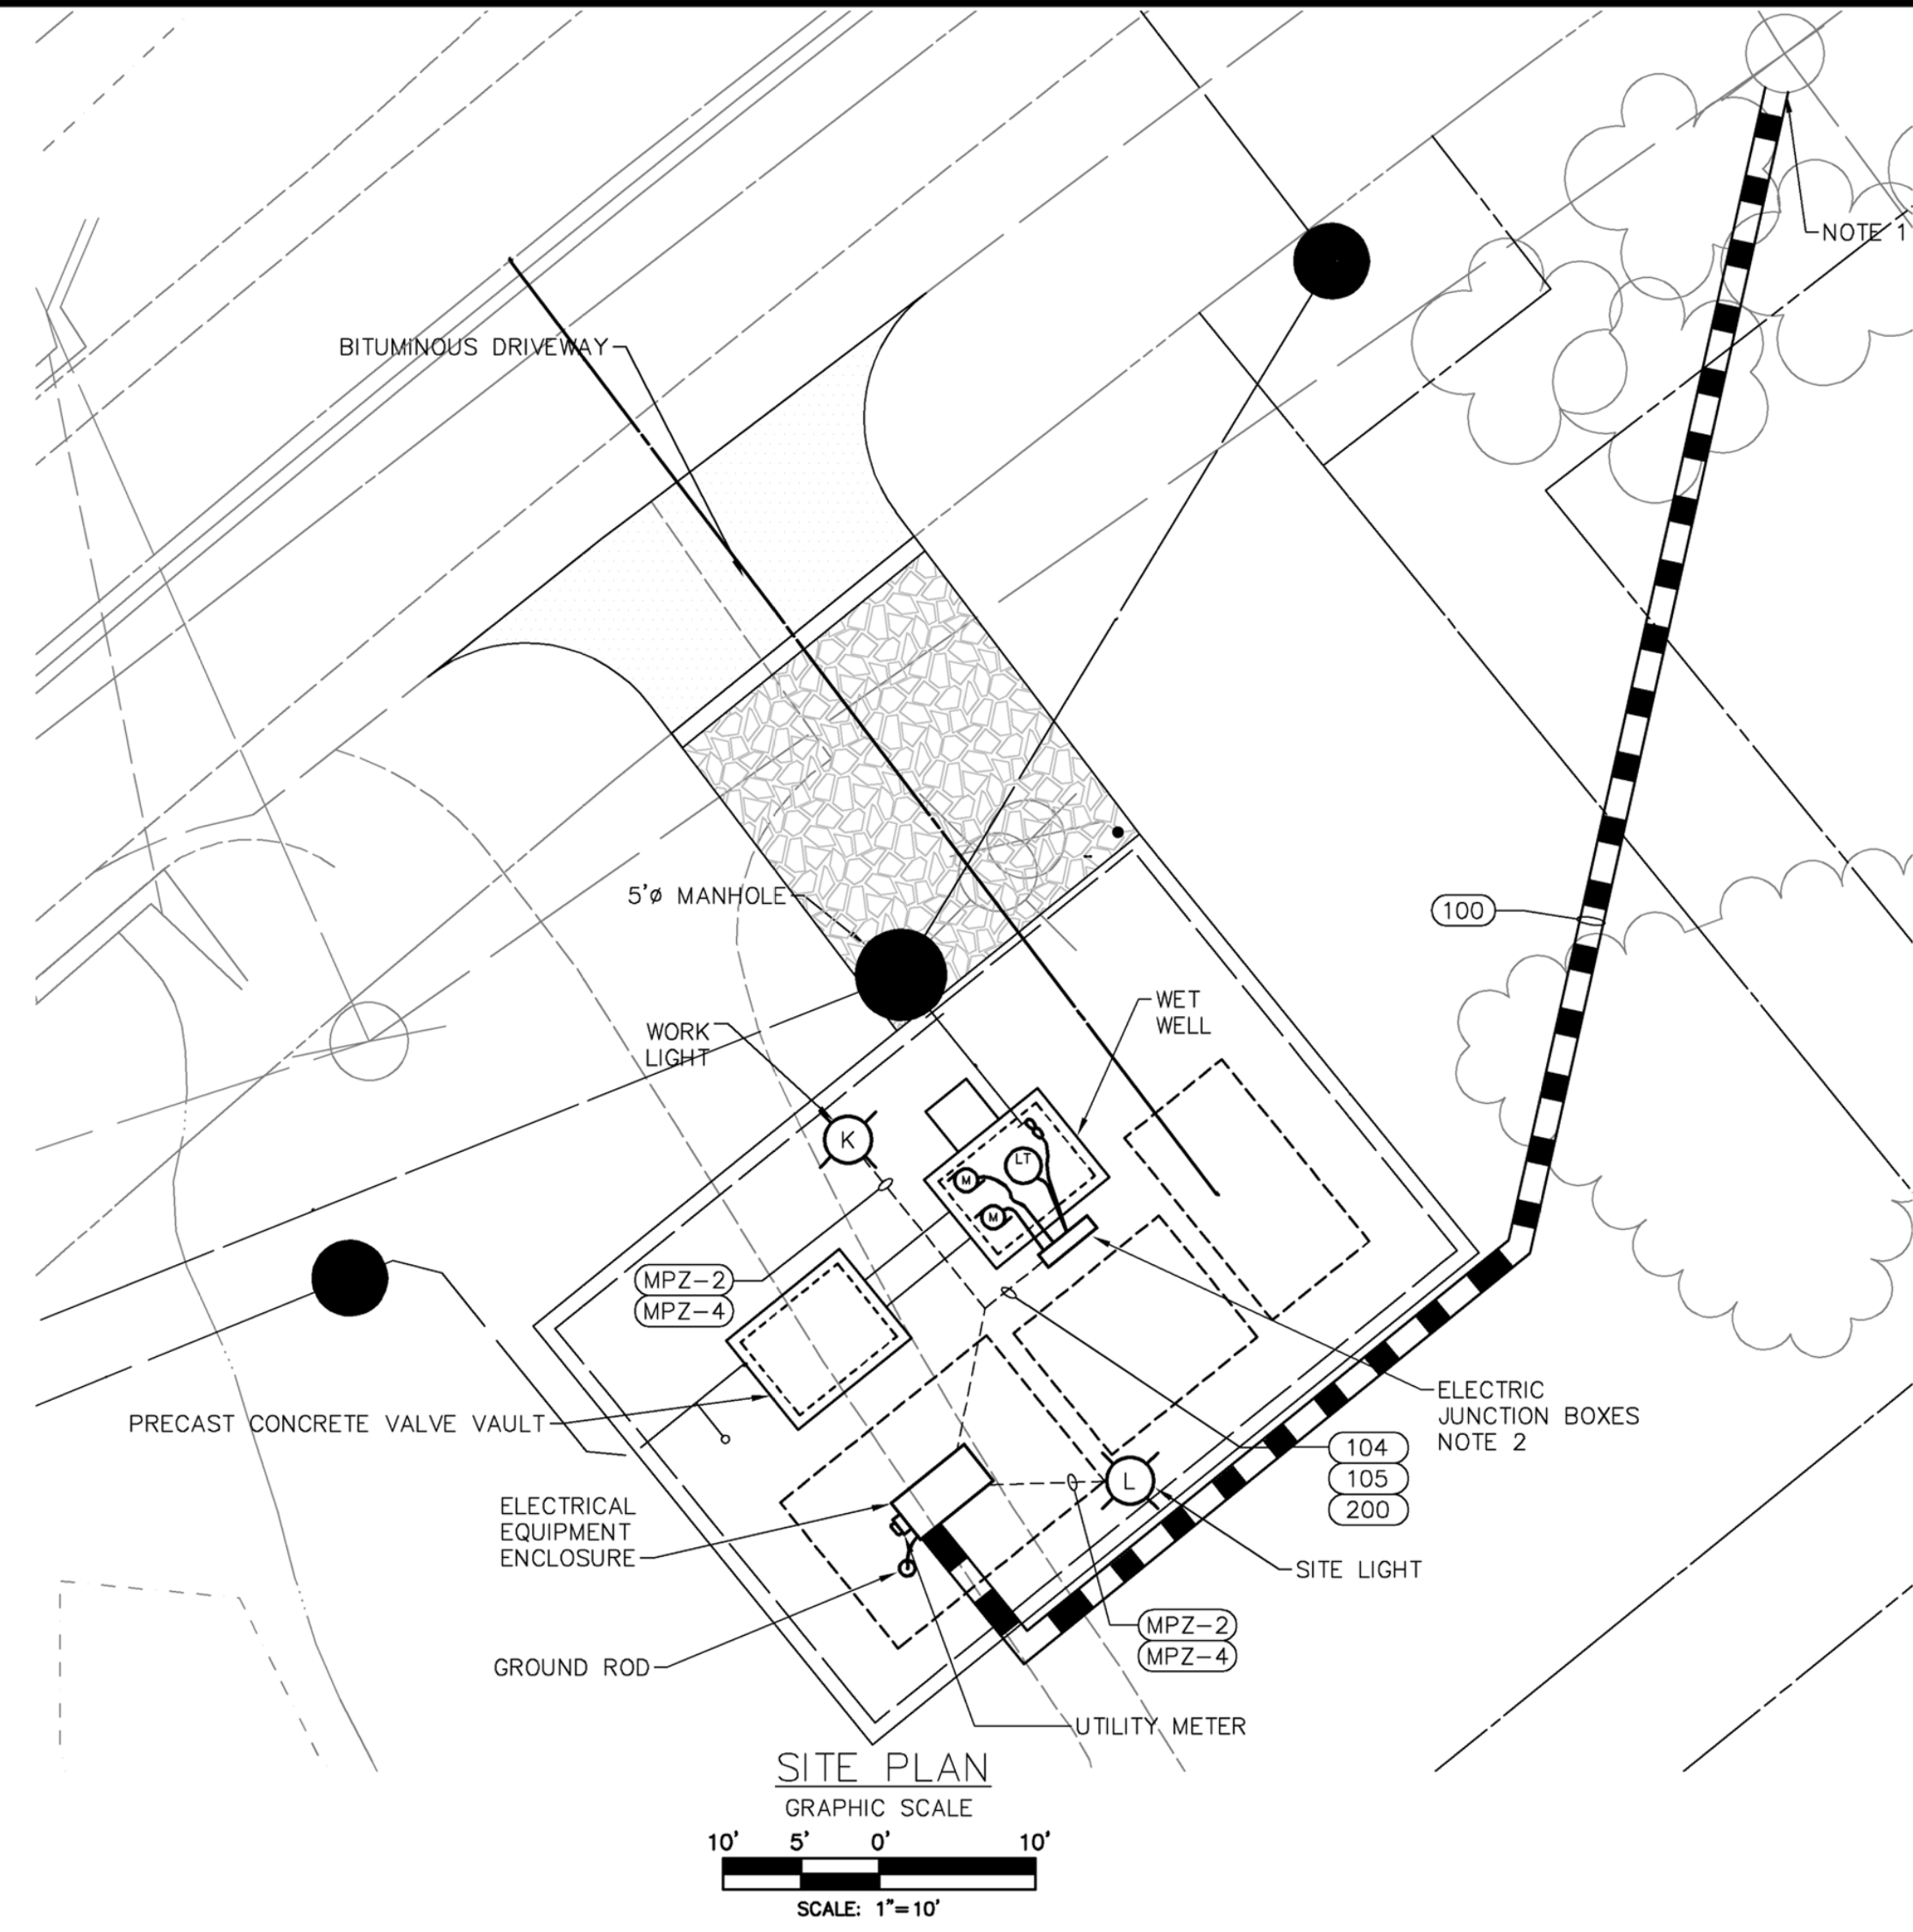 NOTE 1
BITUMINOUS DRIVEWAY
5'ø MANHOLE
100
WORK
LIGHT
WET
WELL
K
LT
M
M
MPZ-2
MPZ-4
PRECAST CONCRETE VALVE VAULT
ELECTRIC
JUNCTION BOXES
NOTE 2
104
105
200
L
ELECTRICAL
EQUIPMENT
ENCLOSURE
SITE LIGHT
MPZ-2
MPZ-4
GROUND ROD
UTILITY METER
SITE PLAN
GRAPHIC SCALE
10' 5' 0' 10'
SCALE: 1"=10'